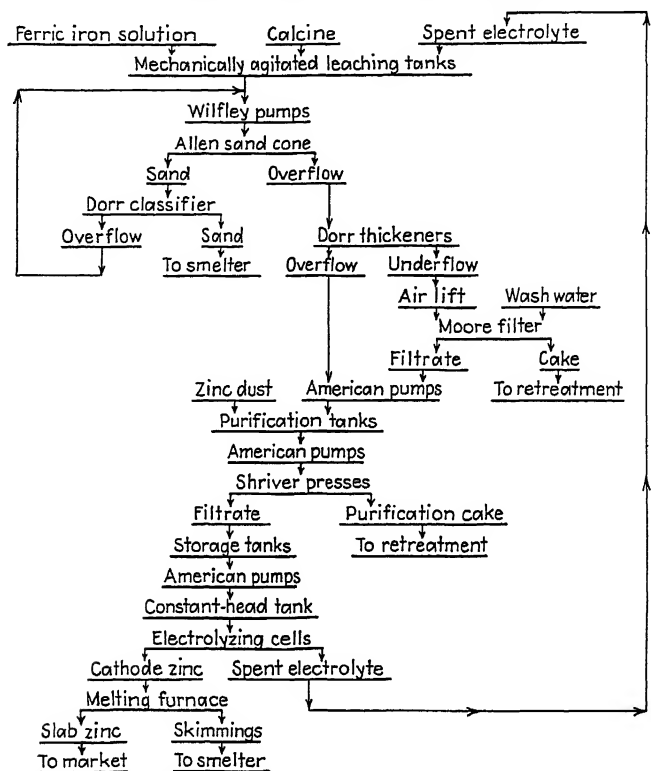 Ferric iron solution Calcine Spent electrolyte
Mechanically agitated leaching tanks
Wilfley pumps
Allen sand cone
Sand Overflow
Dorr classifier
Overflow Sand Dorr thickeners
To smelter Overflow Underflow
Air lift Wash water
Moore filter
Filtrate Cake
Zinc dust American pumps To retreatment
Purification tanks
American pumps
Shriver presses
Filtrate Purification cake
Storage tanks To retreatment
American pumps
Constant-head tank
Electrolyzing cells
Cathode zinc Spent electrolyte
Melting furnace
Slab zinc Skimmings
To market To smelter